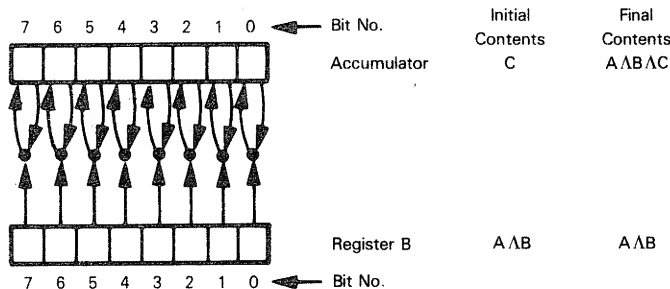 7 6 5 4 3 2 1 0 Bit No.
Initial Contents
Final Contents
Accumulator C A Λ B Λ C
Register B A Λ B A Λ B
7 6 5 4 3 2 1 0 Bit No.